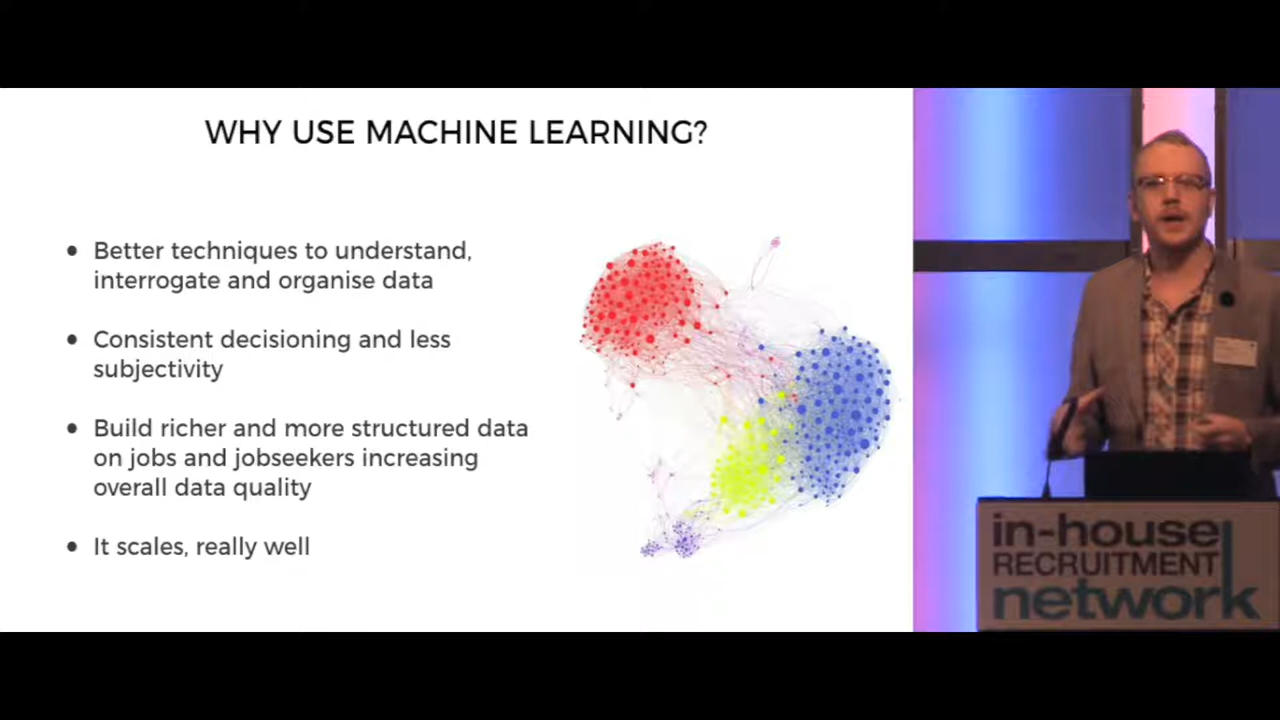 WHY USE MACHINE LEARNING?
• Better techniques to understand,
interrogate and organise data
• Consistent decisioning and less
subjectivity
• Build richer and more structured data
on jobs and jobseekers increasing
overall data quality
• It scales, really well
in-house
RECRUITMENT
network